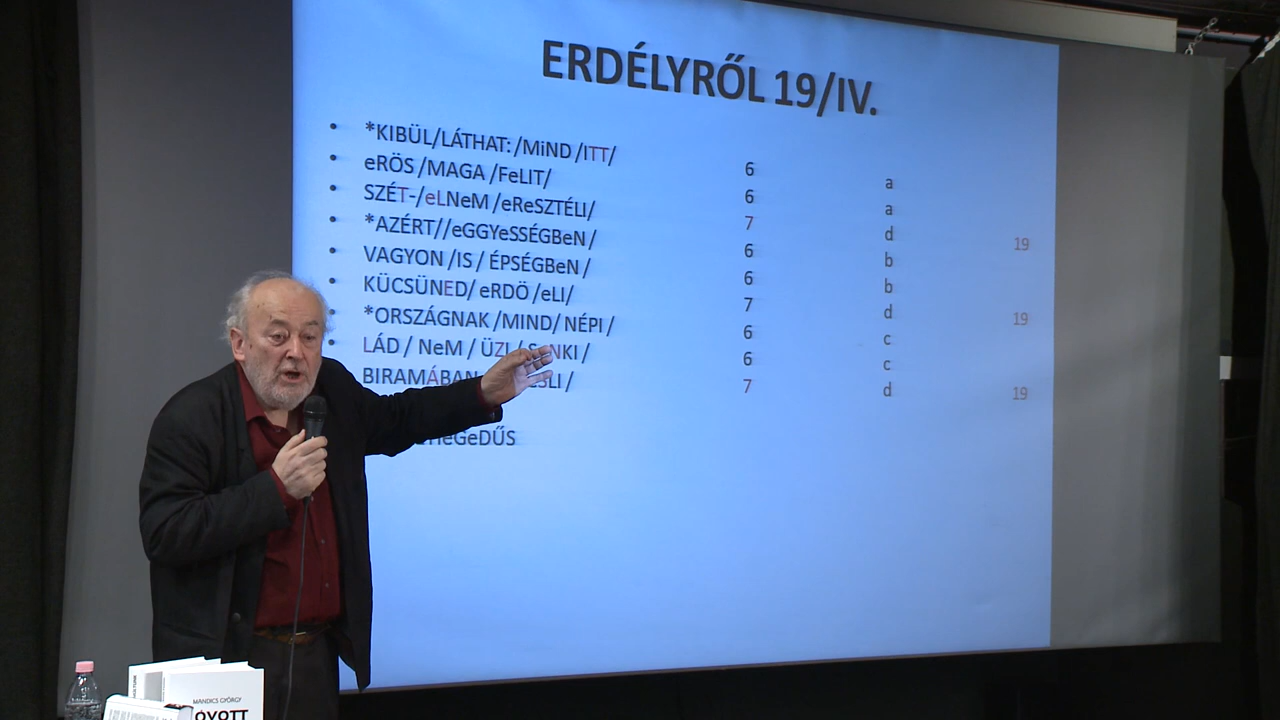 ERDÉLYRŐL 19/IV.
*KIBÜL/LÁTHAT: /MiND /ITT/ 6 a
eRÖS /MAGA /FeLIT/ 6 a
SZÉT-/eLNeM /eReSZTÉLI/ 7 d 19
*AZÉRT//eGGYeSSÉGBeN / 6 b
VAGYON /IS / ÉPSÉGBeN / 6 b
KÜCSÜNED/ eRDÖ /eLI/ 7 d 19
*ORSZÁGNAK /MIND/ NÉPI / 6 c
LÁD / NeM / ÜZI / SeNKI / 6 c
BIRAMÁBAN 7 d 19
HeGeDŰS
MANDICS GYÖRGY